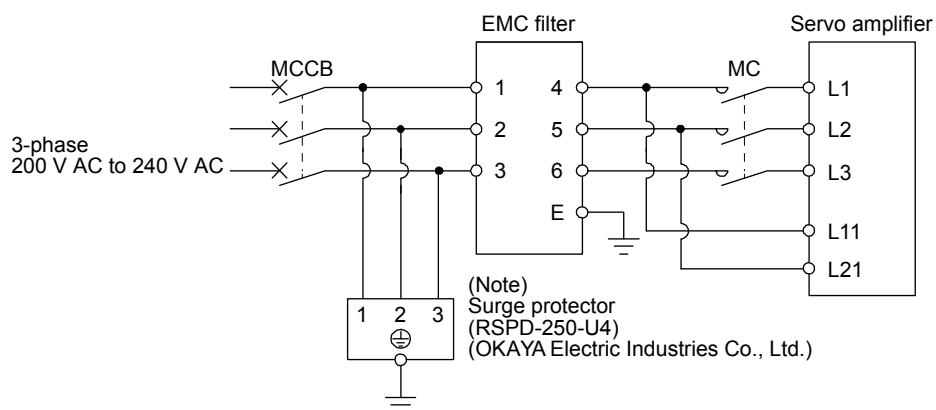 EMC filter
Servo amplifier
MCCB
MC
1
4
L1
2
5
L2
3-phase
200 V AC to 240 V AC
3
6
L3
E
L11
L21
(Note)
Surge protector
(RSPD-250-U4)
(OKAYA Electric Industries Co., Ltd.)
1 2 3